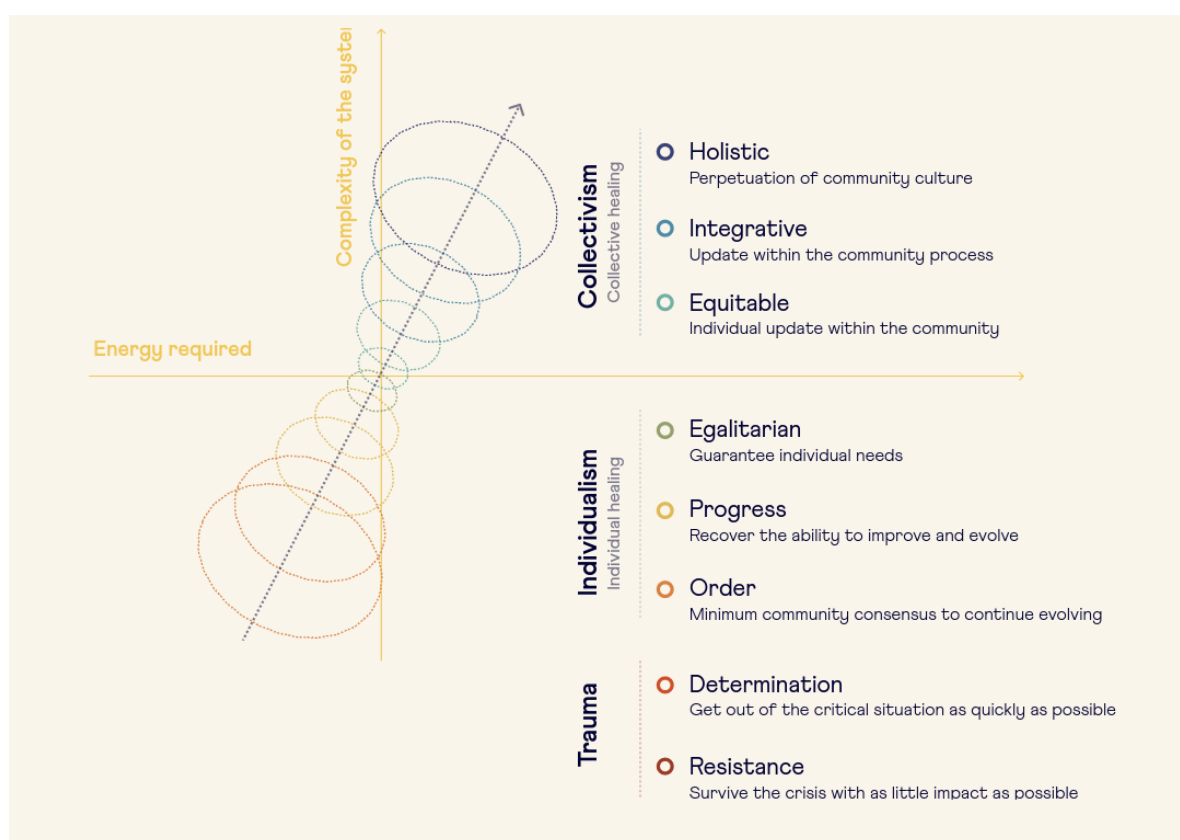 Complexity of the syste
Energy required
Collectivism
Collective healing
Holistic
Perpetuation of community culture
Integrative
Update within the community process
Equitable
Individual update within the community
Individualism
Individual healing
Egalitarian
Guarantee individual needs
Progress
Recover the ability to improve and evolve
Order
Minimum community consensus to continue evolving
Trauma
Determination
Get out of the critical situation as quickly as possible
Resistance
Survive the crisis with as little impact as possible